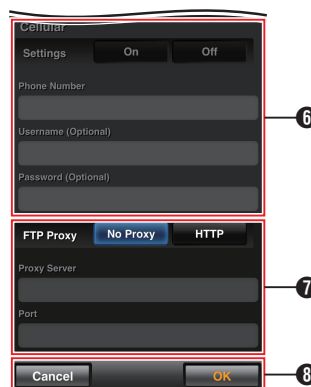 Cellular
Settings On Off
Phone Number
Username (Optional)
Password (Optional)
6
FTP Proxy No Proxy HTTP
Proxy Server
7
Port
Cancel OK
8